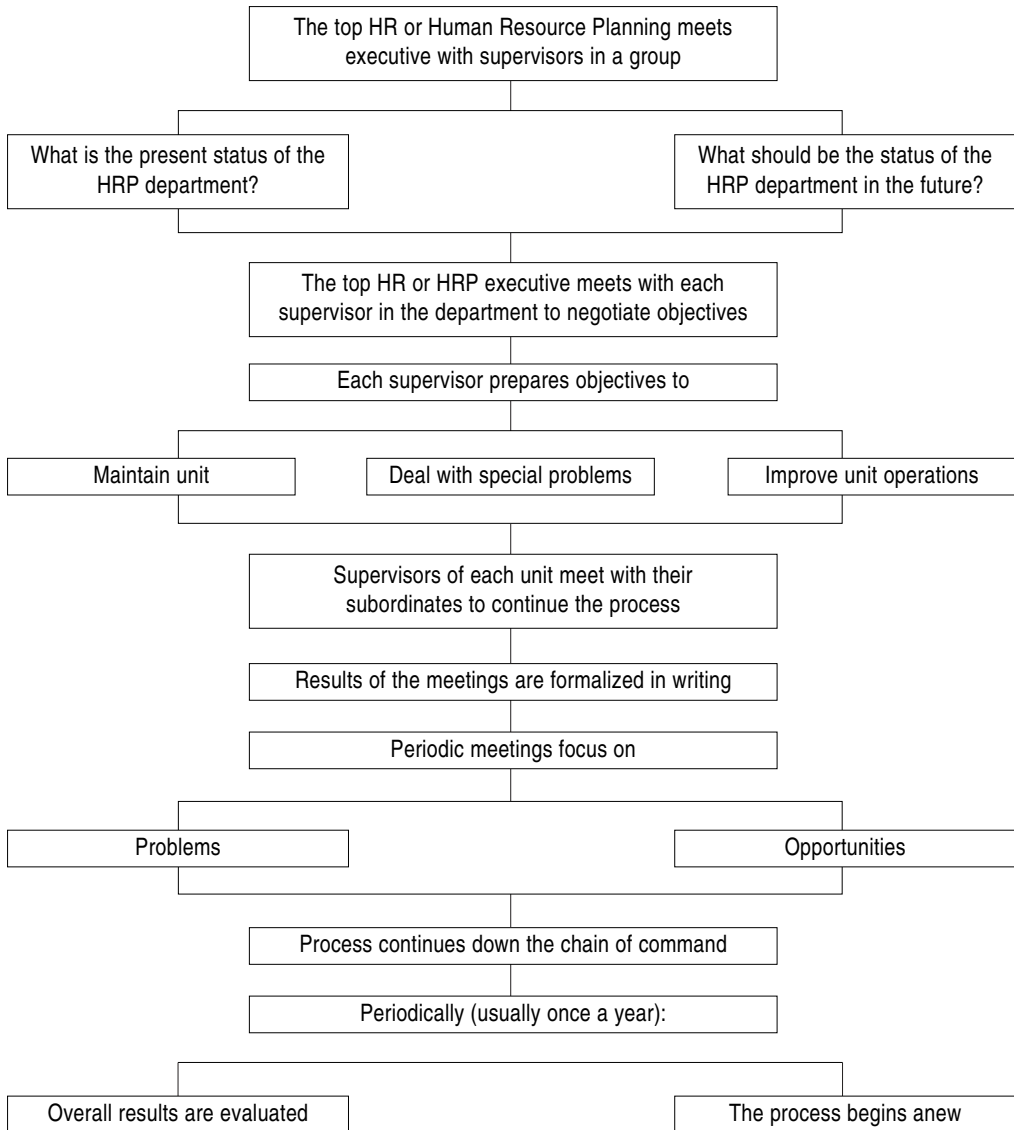 The top HR or Human Resource Planning meets
executive with supervisors in a group
What is the present status of the
HRP department?
What should be the status of the
HRP department in the future?
The top HR or HRP executive meets with each
supervisor in the department to negotiate objectives
Each supervisor prepares objectives to
Maintain unit
Deal with special problems
Improve unit operations
Supervisors of each unit meet with their
subordinates to continue the process
Results of the meetings are formalized in writing
Periodic meetings focus on
Problems
Opportunities
Process continues down the chain of command
Periodically (usually once a year):
Overall results are evaluated
The process begins anew